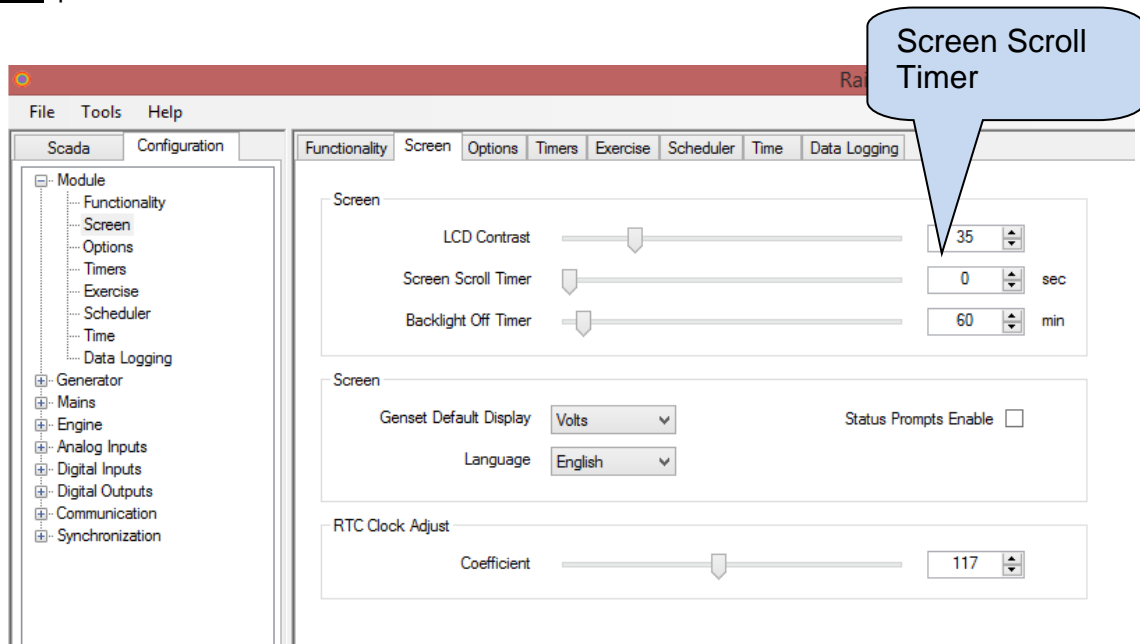 Screen Scroll
Timer
Rai
File Tools Help
Scada Configuration
Functionality Screen Options Timers Exercise Scheduler Time Data Logging
Module
Functionality
Screen
Options
Timers
Exercise
Scheduler
Time
Data Logging
Generator
Mains
Engine
Analog Inputs
Digital Inputs
Digital Outputs
Communication
Synchronization
Screen
LCD Contrast 35
Screen Scroll Timer 0 sec
Backlight Off Timer 60 min
Screen
Genset Default Display Volts Status Prompts Enable
Language English
RTC Clock Adjust
Coefficient 117